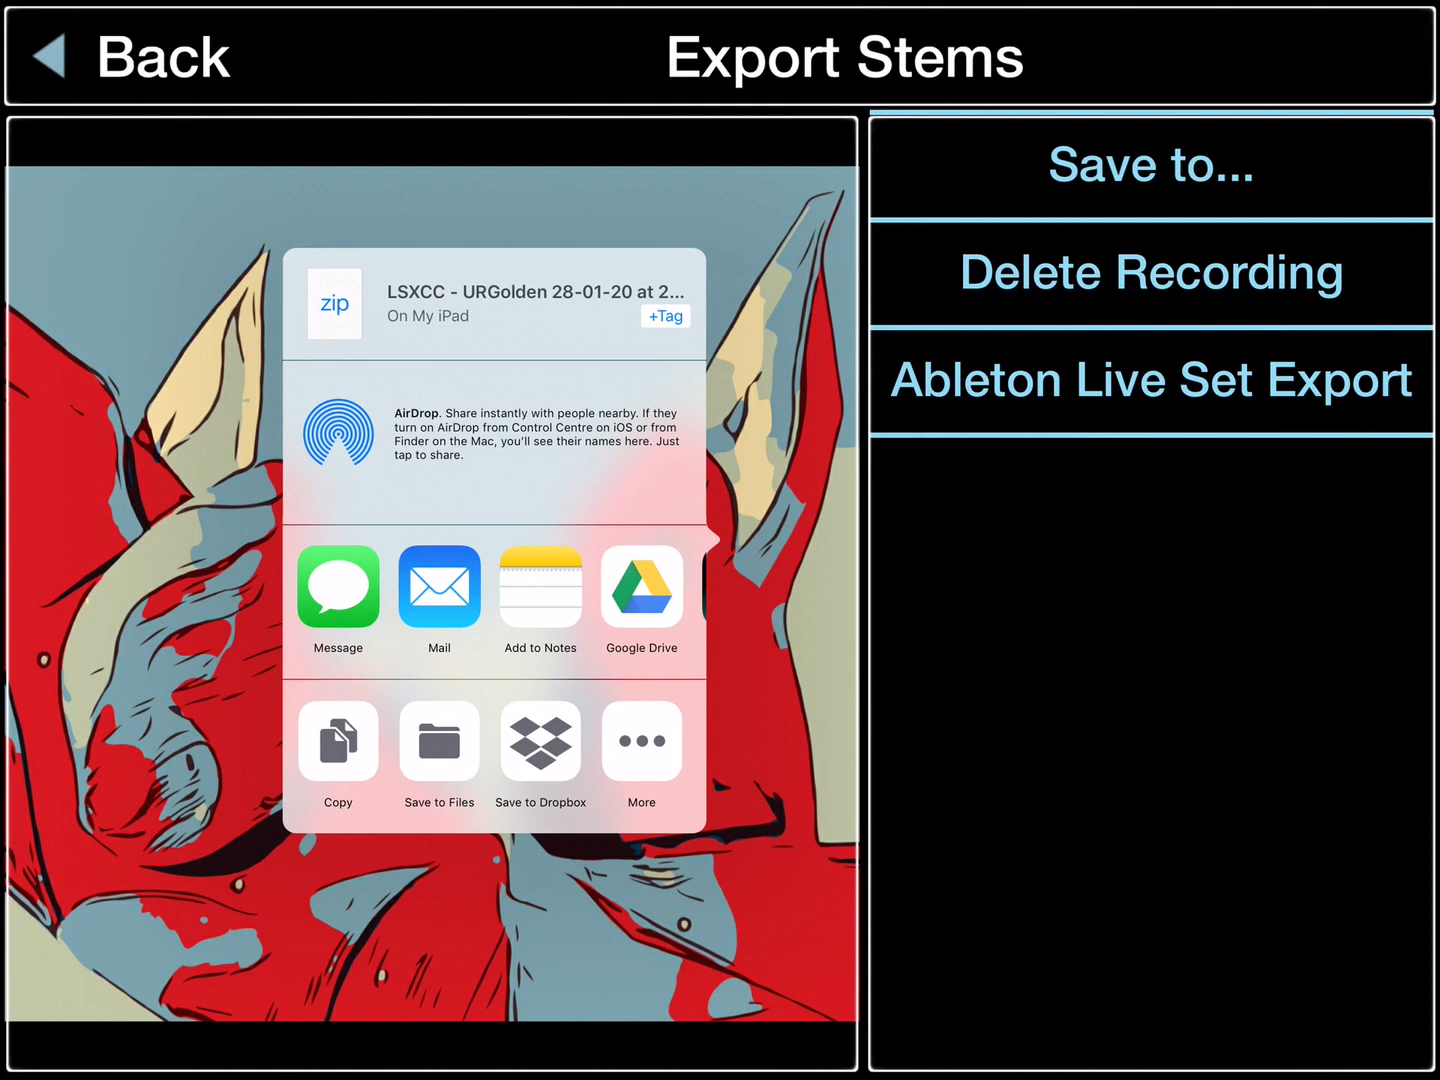 Back
Export Stems
Save to...
Delete Recording
Ableton Live Set Export
zip
LSXCC - URGolden 28-01-20 at 2...
On My iPad
+Tag
AirDrop. Share instantly with people nearby. If they
turn on AirDrop from Control Centre on iOS or from
Finder on the Mac, you'll see their names here. Just
tap to share.
Message
Mail
Add to Notes
Google Drive
Copy
Save to Files
Save to Dropbox
More